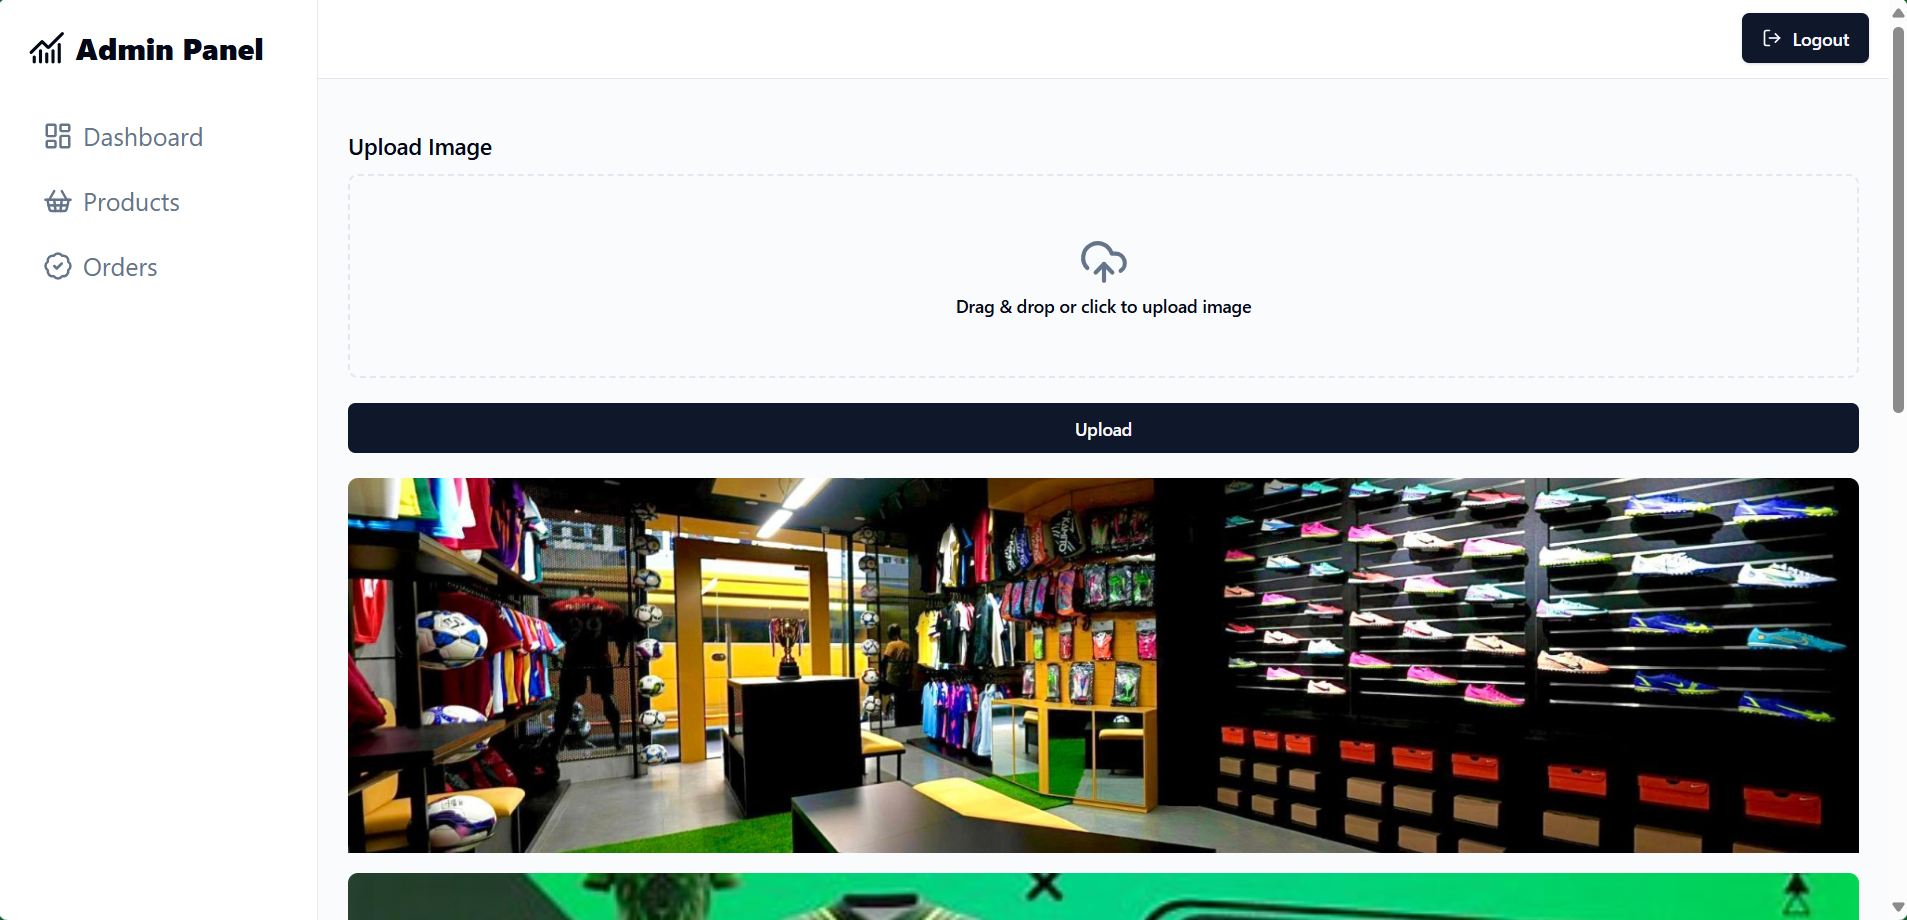 Admin Panel
Logout
Dashboard
Products
Orders
Upload Image
Drag & drop or click to upload image
Upload